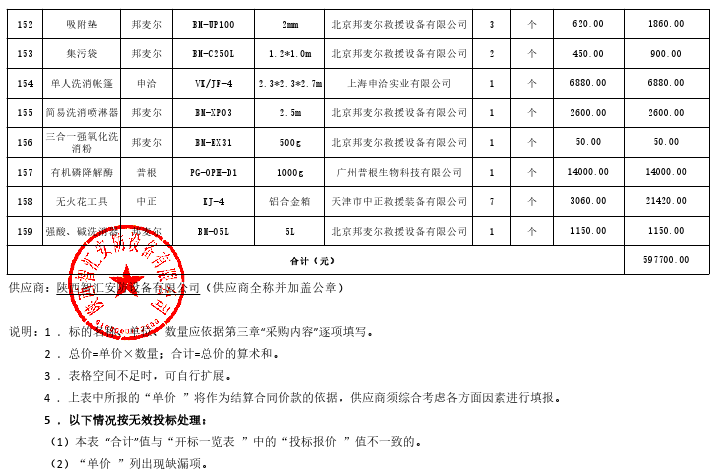 152 吸附垫 邦麦尔 BM-UP100 2mm 北京邦麦尔救援设备有限公司 3 个 620.00 1860.00
153 集污袋 邦麦尔 BM-C250L 1.2*1.0m 北京邦麦尔救援设备有限公司 2 个 450.00 900.00
154 单人洗消帐篷 申洽 VX/JF-4 2.3*2.3*2.7m 上海申洽实业有限公司 1 个 6880.00 6880.00
155 简易洗消喷淋器 邦麦尔 BM-XP03 2.5m 北京邦麦尔救援设备有限公司 1 个 2600.00 2600.00
156 三合一强氧化洗消粉 邦麦尔 BM-EX31 500g 北京邦麦尔救援设备有限公司 1 个 50.00 50.00
157 有机磷降解酶 普根 PG-OPH-D1 1000g 广州普根生物科技有限公司 1 个 14000.00 14000.00
158 无火花工具 中正 KJ-4 铝合金箱 天津市中正救援装备有限公司 7 个 3060.00 21420.00
159 强酸、碱洗消器 邦麦尔 BM-05L 5L 北京邦麦尔救援设备有限公司 1 个 1150.00 1150.00
合计（元） 597700.00
供应商：陕西智汇安防设备有限公司（供应商全称并加盖公章）
说明：1．标的名称、单位、数量应依据第三章“采购内容”逐项填写。
2．总价=单价×数量；合计=总价的算术和。
3．表格空间不足时，可自行扩展。
4．上表中所报的“单价 ”将作为结算合同价款的依据，供应商须综合考虑各方面因素进行填报。
5．以下情况按无效投标处理：
（1）本表 “合计”值与“开标一览表 ”中的“投标报价 ”值不一致的。
（2）“单价 ”列出现缺漏项。